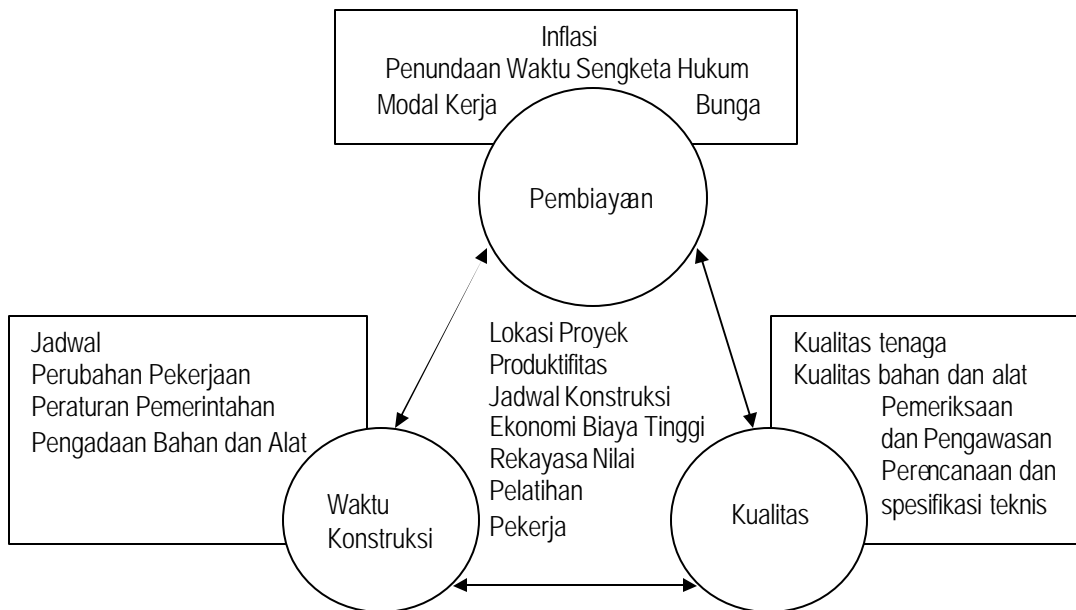 Inflasi
Penundaan Waktu Sengketa Hukum
Modal Kerja Bunga
Pembiayaan
Jadwal
Perubahan Pekerjaan
Peraturan Pemerintahan
Pengadaan Bahan dan Alat
Waktu
Konstruksi
Lokasi Proyek
Produktifitas
Jadwal Konstruksi
Ekonomi Biaya Tinggi
Rekayasa Nilai
Pelatihan
Pekerja
Kualitas tenaga
Kualitas bahan dan alat
Pemeriksaan
dan Pengawasan
Perencanaan dan
spesifikasi teknis
Kualitas